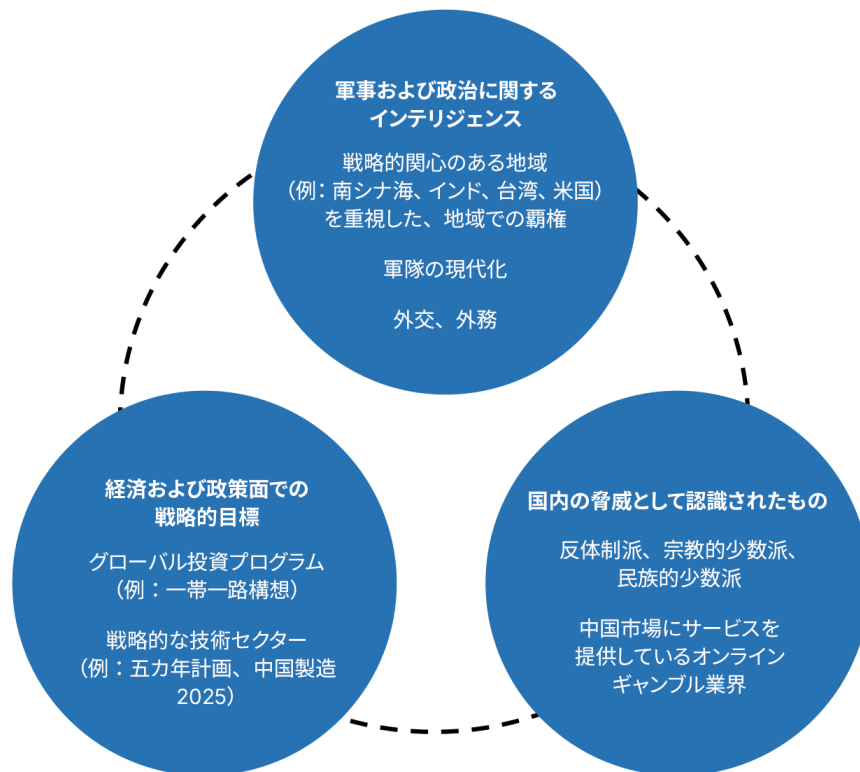 軍事および政治に関する
インテリジェンス
戦略的関心のある地域
（例：南シナ海、インド、台湾、米国）
を重視した、地域での覇権
軍隊の現代化
外交、外務
経済および政策面での
戦略的目標
グローバル投資プログラム
（例：一帯一路構想）
戦略的な技術セクター
（例：五カ年計画、中国製造
2025）
国内の脅威として認識されたもの
反体制派、宗教的少数派、
民族的少数派
中国市場にサービスを
提供しているオンライン
ギャンブル業界